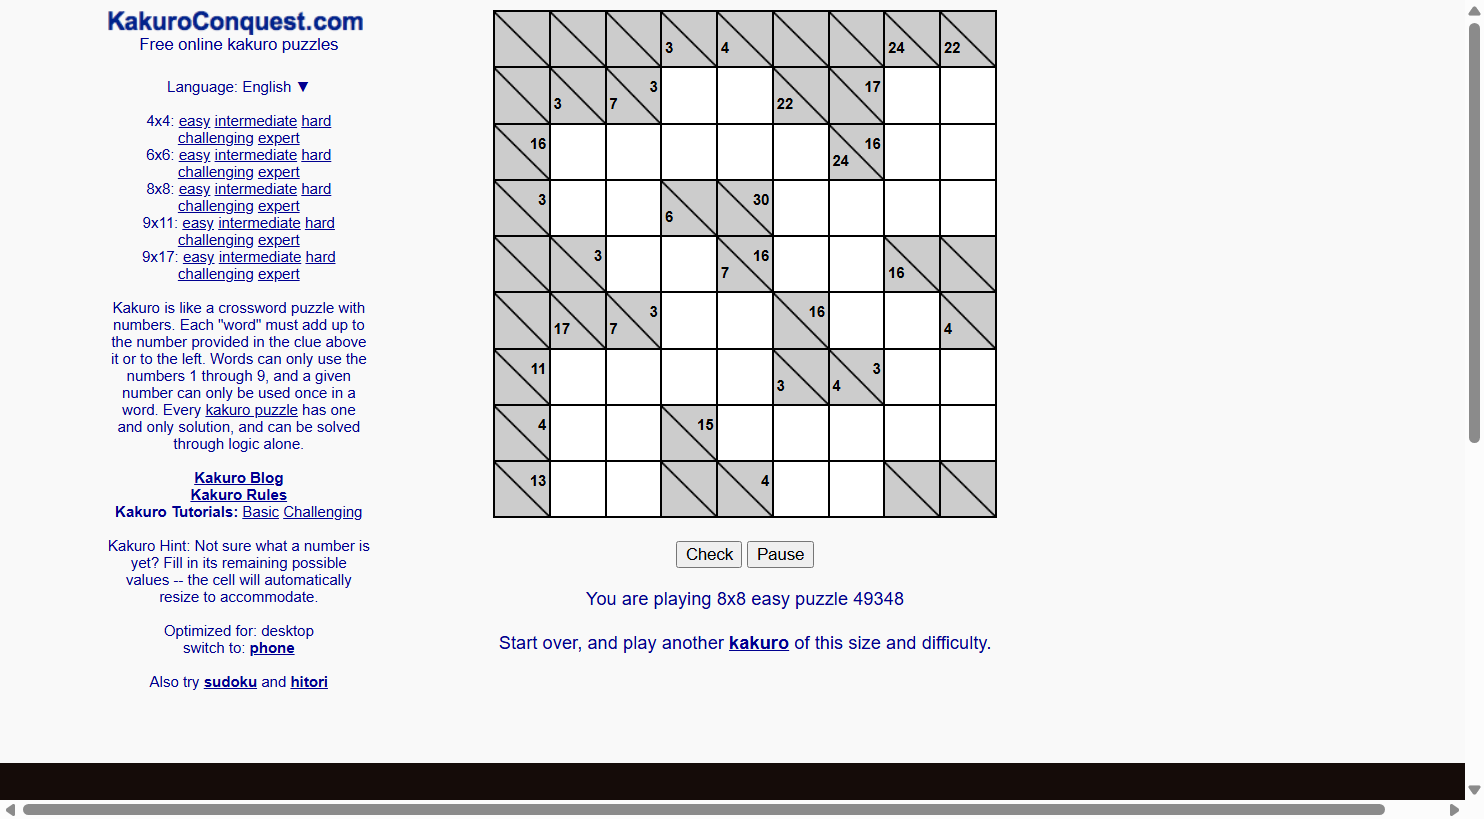 KakuroConquest.com
Free online kakuro puzzles
Language: English ▼
4x4: easy intermediate hard
challenging expert
6x6: easy intermediate hard
challenging expert
8x8: easy intermediate hard
challenging expert
9x11: easy intermediate hard
challenging expert
9x17: easy intermediate hard
challenging expert
Kakuro is like a crossword puzzle with
numbers. Each "word" must add up to
the number provided in the clue above
it or to the left. Words can only use the
numbers 1 through 9, and a given
number can only be used once in a
word. Every kakuro puzzle has one
and only solution, and can be solved
through logic alone.
Kakuro Blog
Kakuro Rules
Kakuro Tutorials: Basic Challenging
Kakuro Hint: Not sure what a number is
yet? Fill in its remaining possible
values -- the cell will automatically
resize to accommodate.
Optimized for: desktop
switch to: phone
Also try sudoku and hitori
3 4 24 22
3 7 3 22 17
16 24 16
3 6 30
3 7 16 16
17 7 3 16 4
11 3 4 3
4 15
13 4
Check Pause
You are playing 8x8 easy puzzle 49348
Start over, and play another kakuro of this size and difficulty.